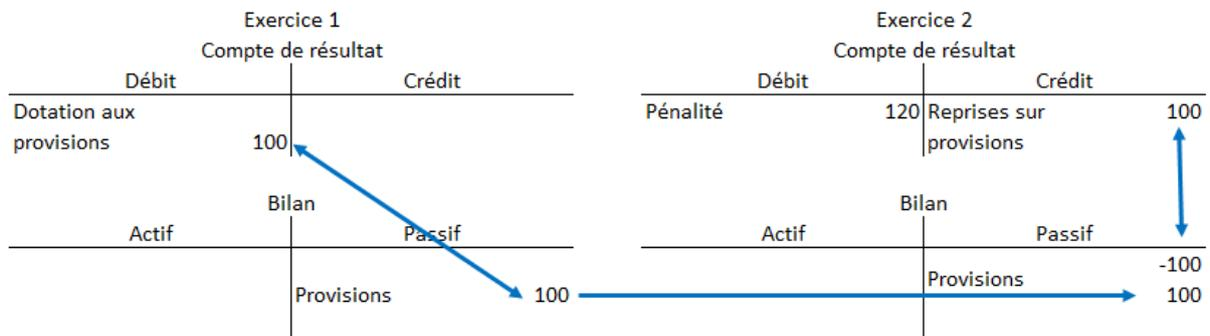 Exercice 1
Compte de résultat
Débit Crédit
Dotation aux
provisions 100
Bilan
Actif Passif
Provisions 100
Exercice 2
Compte de résultat
Débit Crédit
Pénalité 120 Reprises sur 100
provisions
Bilan
Actif Passif
-100
Provisions
100